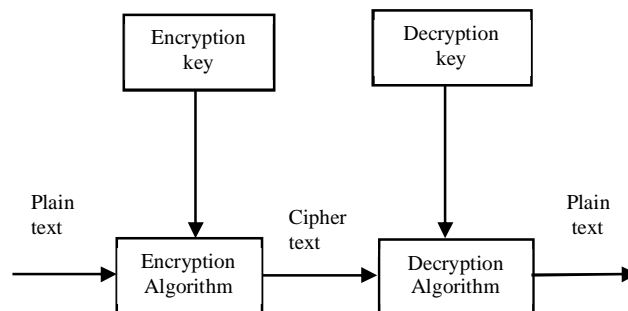 Encryption
key
Decryption
key
Plain
text
Cipher
text
Plain
text
Encryption
Algorithm
Decryption
Algorithm